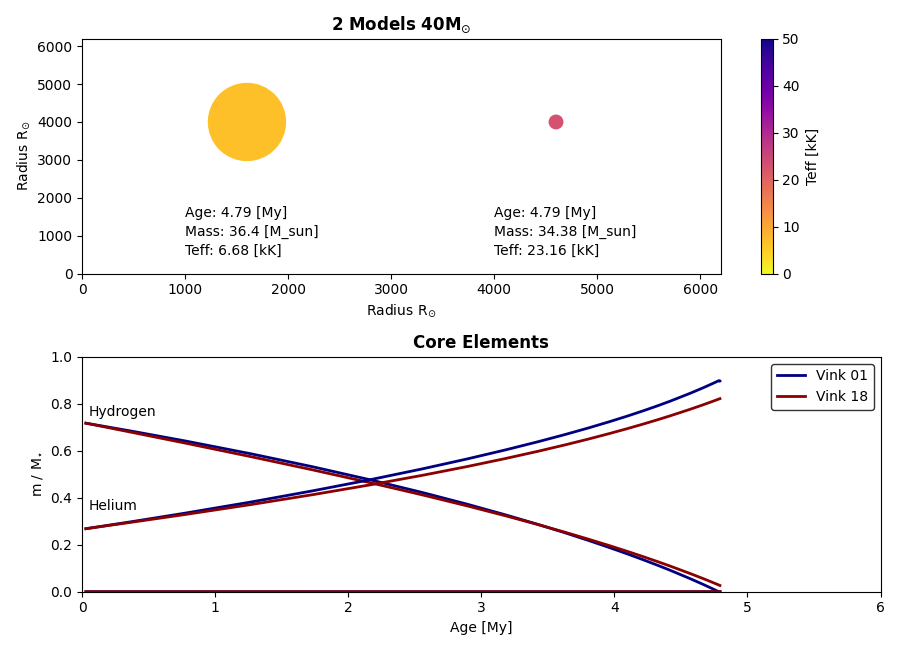 2 Models 40M⊙
6000
5000
4000
3000
2000
1000
0
Radius R⊙
Age: 4.79 [My]
Mass: 36.4 [M_sun]
Teff: 6.68 [kK]
Age: 4.79 [My]
Mass: 34.38 [M_sun]
Teff: 23.16 [kK]
0 1000 2000 3000 4000 5000 6000
Radius R⊙
50
40
30
20
10
0
Teff [kK]
Core Elements
1.0
0.8
0.6
0.4
0.2
0.0
m / M⋆
Hydrogen
Helium
Vink 01
Vink 18
0 1 2 3 4 5 6
Age [My]